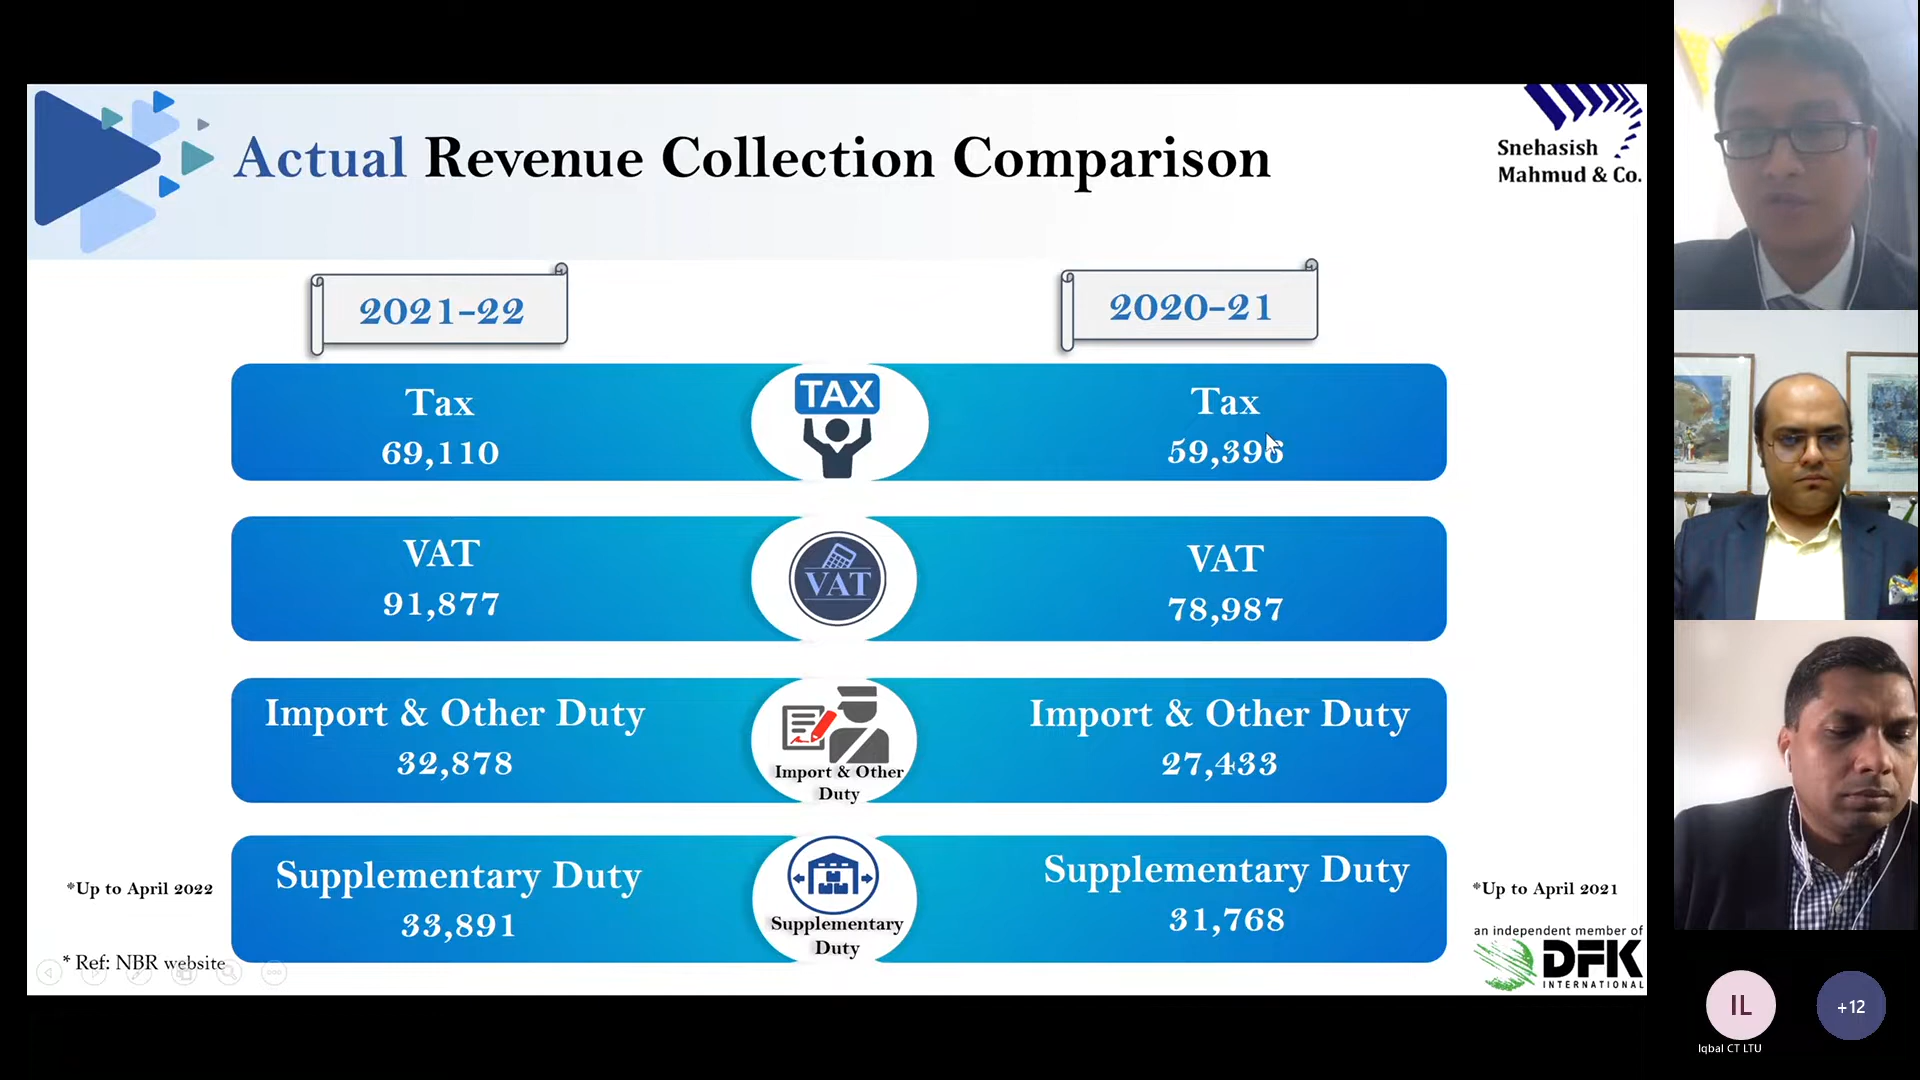 Actual Revenue Collection Comparison
Snehasish
Mahmud & Co.
2021-22
2020-21
Tax
69,110
TAX
Tax
59,396
VAT
91,877
VAT
VAT
78,987
Import & Other Duty
32,878
Import & Other
Duty
Import & Other Duty
27,433
Supplementary Duty
33,891
Supplementary
Duty
Supplementary Duty
31,768
*Up to April 2022
*Up to April 2021
* Ref: NBR website
an independent member of
DFK
INTERNATIONAL
IL
+12
Iqbal CT LTU